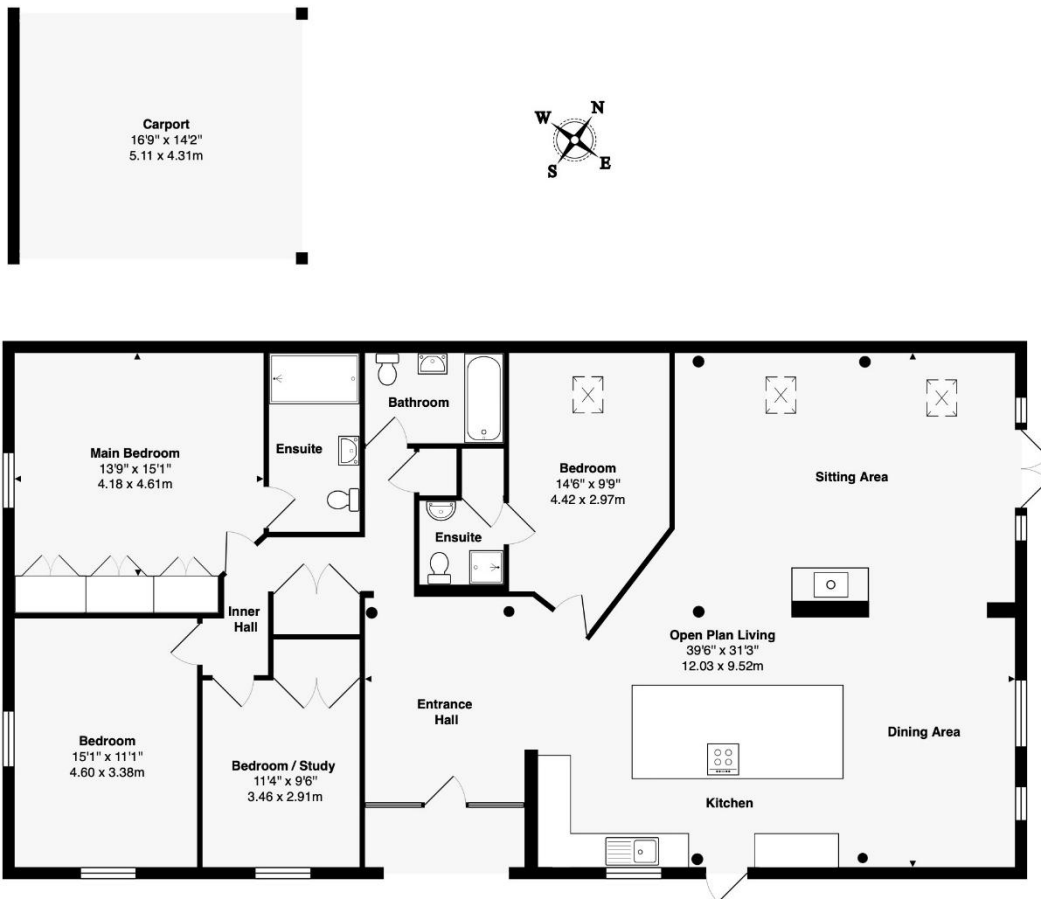 Carport
16'9" x 14'2"
5.11 x 4.31m
N
W
E
S
Main Bedroom
13'9" x 15'1"
4.18 x 4.61m
Ensuite
Bathroom
Bedroom
14'6" x 9'9"
4.42 x 2.97m
Sitting Area
Ensuite
Inner
Hall
Open Plan Living
39'6" x 31'3"
12.03 x 9.52m
Entrance
Hall
Dining Area
Bedroom
15'1" x 11'1"
4.60 x 3.38m
Bedroom / Study
11'4" x 9'6"
3.46 x 2.91m
Kitchen